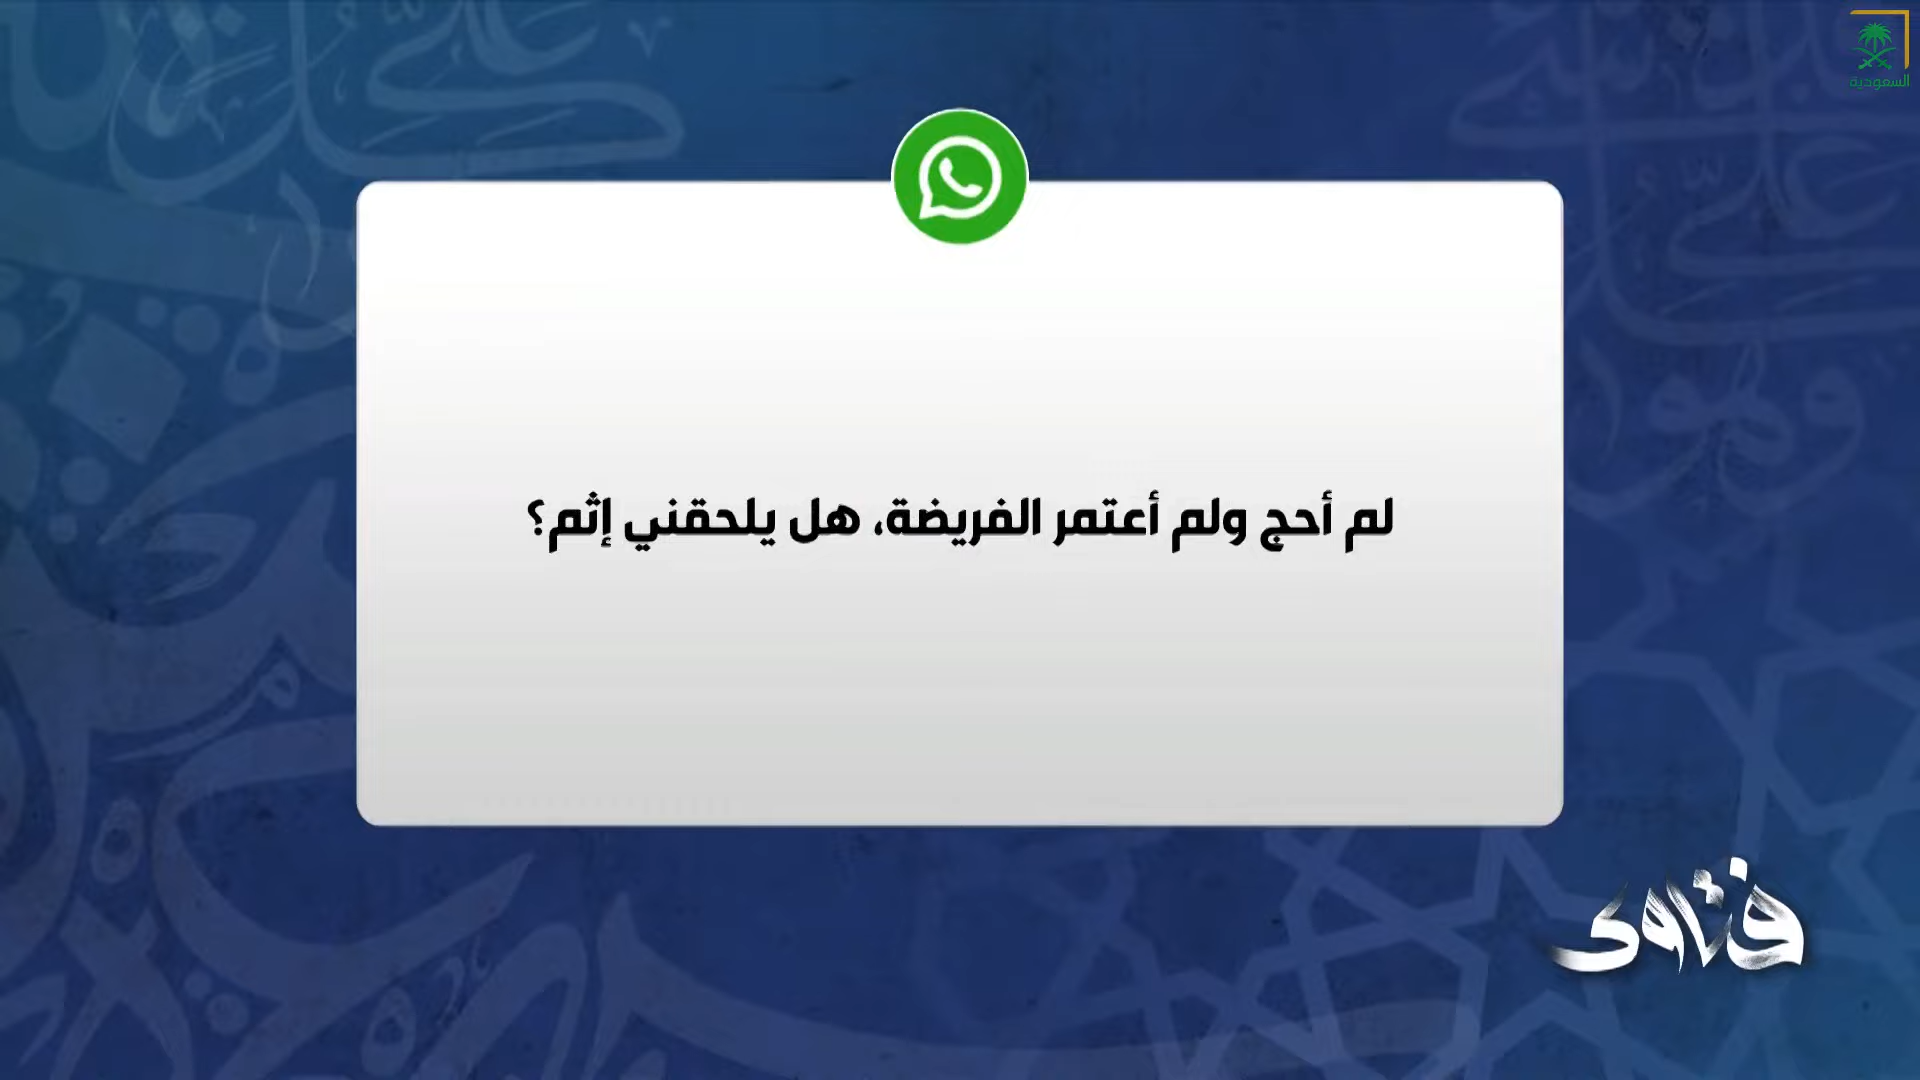 السعودية
لم أحج ولم أعتمر الفريضة، هل يلحقني إثم؟
فتاوى